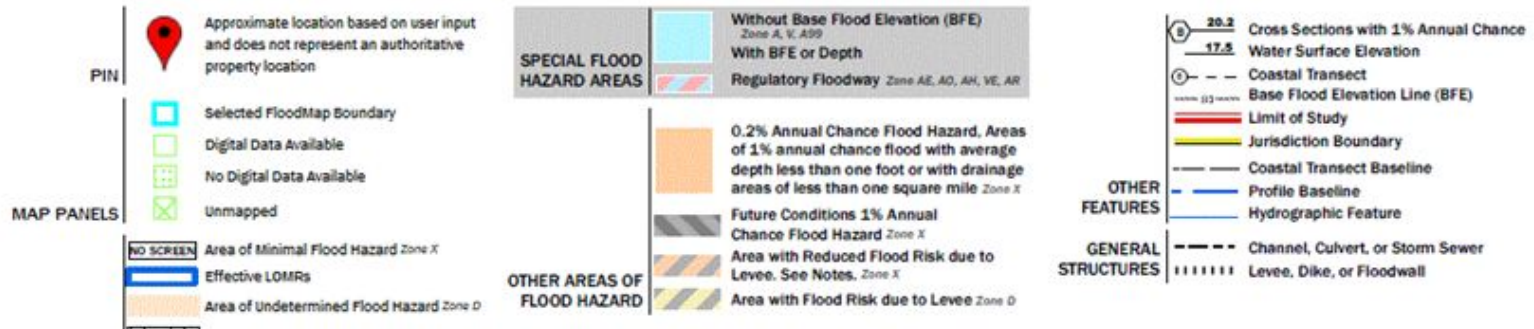 PIN
Approximate location based on user input
and does not represent an authoritative
property location
MAP PANELS
Selected FloodMap Boundary
Digital Data Available
No Digital Data Available
Unmapped
NO SCREEN Area of Minimal Flood Hazard Zone X
Effective LOMRs
Area of Undetermined Flood Hazard Zone D
SPECIAL FLOOD
HAZARD AREAS
Without Base Flood Elevation (BFE)
Zone A, V, A99
With BFE or Depth
Regulatory Floodway Zone AE, AO, AH, VE, AR
OTHER AREAS OF
FLOOD HAZARD
0.2% Annual Chance Flood Hazard, Areas
of 1% annual chance flood with average
depth less than one foot or with drainage
areas of less than one square mile Zone X
Future Conditions 1% Annual
Chance Flood Hazard Zone X
Area with Reduced Flood Risk due to
Levee. See Notes. Zone X
Area with Flood Risk due to Levee Zone D
OTHER
FEATURES
B 20.2 Cross Sections with 1% Annual Chance
17.5 Water Surface Elevation
Coastal Transect
Base Flood Elevation Line (BFE)
Limit of Study
Jurisdiction Boundary
Coastal Transect Baseline
Profile Baseline
Hydrographic Feature
GENERAL
STRUCTURES
Channel, Culvert, or Storm Sewer
Levee, Dike, or Floodwall